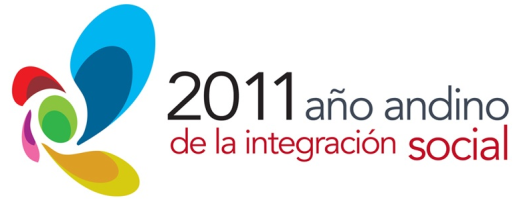 2011 año andino
de la integración social